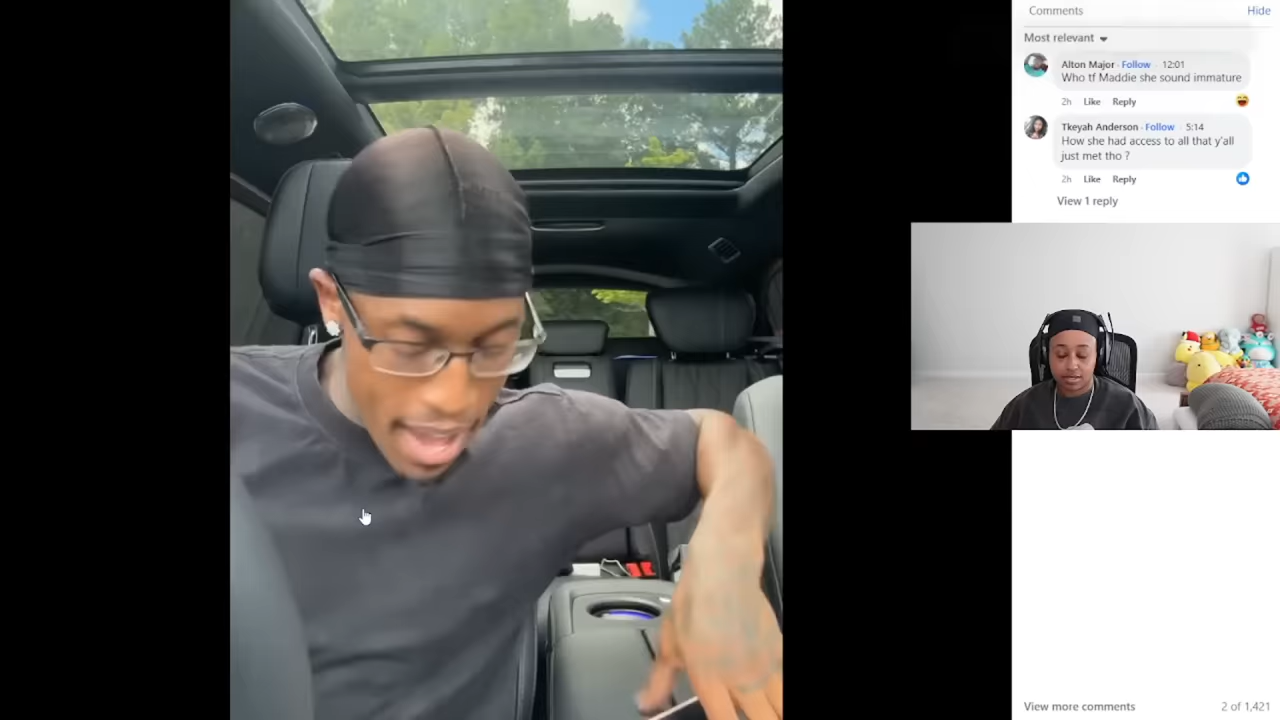 Comments
Hide
Most relevant
Alton Major · Follow · 12:01
Who tf Maddie she sound immature
2h Like Reply
Tkeyah Anderson · Follow · 5:14
How she had access to all that y'all
just met tho ?
2h Like Reply
View 1 reply
View more comments
2 of 1,421